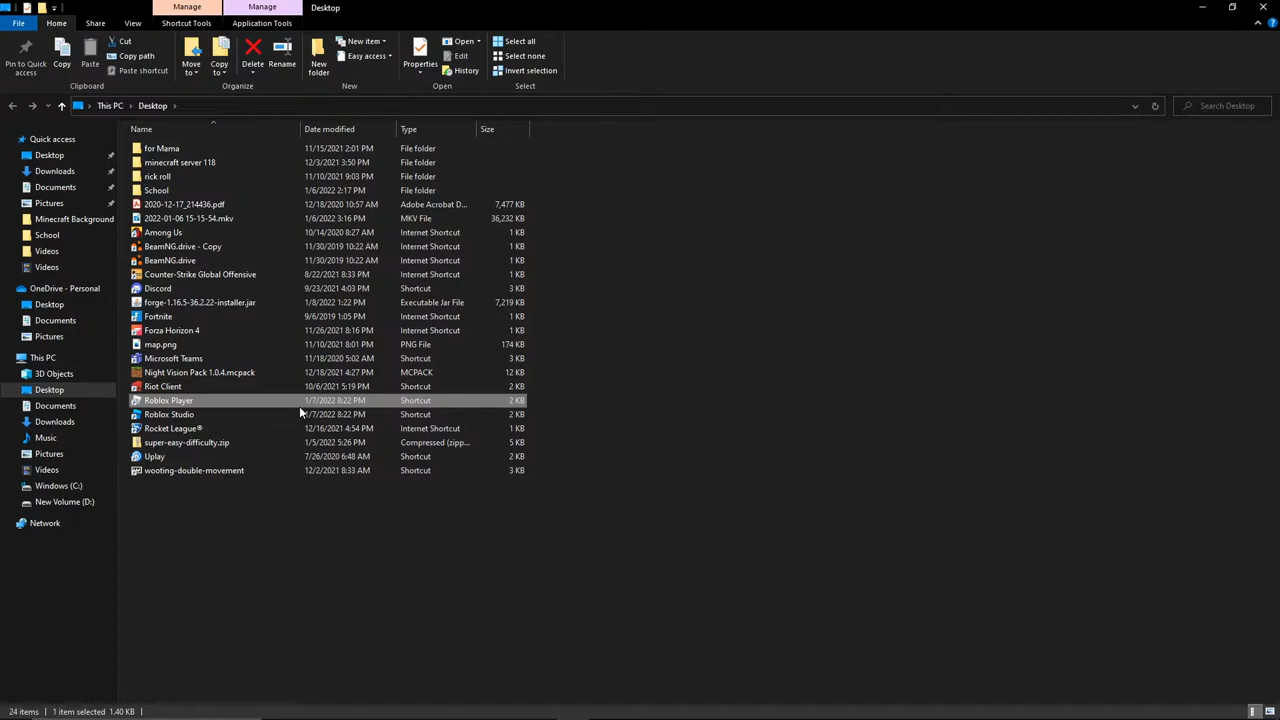 Manage
Manage
Desktop
File
Home
Share
View
Shortcut Tools
Application Tools
Pin to Quick access
Copy
Paste
Cut
Copy path
Paste shortcut
Clipboard
Move to
Copy to
Delete
Rename
Organize
New folder
New item
Easy access
New
Properties
Open
Edit
History
Open
Select all
Select none
Invert selection
Select
This PC
Desktop
Search Desktop
Name
Date modified
Type
Size
Quick access
Desktop
Downloads
Documents
Pictures
Minecraft Background
School
Videos
Videos
OneDrive - Personal
Desktop
Documents
Pictures
This PC
3D Objects
Desktop
Documents
Downloads
Music
Pictures
Videos
Windows (C:)
New Volume (D:)
Network
for Mama 11/15/2021 2:01 PM File folder
minecraft server 118 12/3/2021 3:50 PM File folder
rick roll 11/10/2021 9:03 PM File folder
School 1/6/2022 2:17 PM File folder
2020-12-17_214436.pdf 12/18/2020 10:57 AM Adobe Acrobat D... 7,477 KB
2022-01-06 15-15-54.mkv 1/6/2022 3:16 PM MKV File 36,232 KB
Among Us 10/14/2020 8:27 AM Internet Shortcut 1 KB
BeamNG.drive - Copy 11/30/2019 10:22 AM Internet Shortcut 1 KB
BeamNG.drive 11/30/2019 10:22 AM Internet Shortcut 1 KB
Counter-Strike Global Offensive 8/22/2021 8:33 PM Internet Shortcut 1 KB
Discord 9/23/2021 4:03 PM Shortcut 3 KB
forge-1.16.5-36.2.22-installer.jar 1/8/2022 1:22 PM Executable Jar File 7,219 KB
Fortnite 9/6/2019 1:05 PM Internet Shortcut 1 KB
Forza Horizon 4 11/26/2021 8:16 PM Internet Shortcut 1 KB
map.png 11/10/2021 8:01 PM PNG File 174 KB
Microsoft Teams 11/18/2020 5:02 AM Shortcut 3 KB
Night Vision Pack 1.0.4.mcpack 12/18/2021 4:27 PM MCPACK 12 KB
Riot Client 10/6/2021 5:19 PM Shortcut 2 KB
Roblox Player 1/7/2022 8:22 PM Shortcut 2 KB
Roblox Studio /7/2022 8:22 PM Shortcut 2 KB
Rocket League® 12/16/2021 4:54 PM Internet Shortcut 1 KB
super-easy-difficulty.zip 1/5/2022 5:26 PM Compressed (zipp... 5 KB
Uplay 7/26/2020 6:48 AM Shortcut 2 KB
wooting-double-movement 12/2/2021 8:33 AM Shortcut 3 KB
24 items
1 item selected 1.40 KB